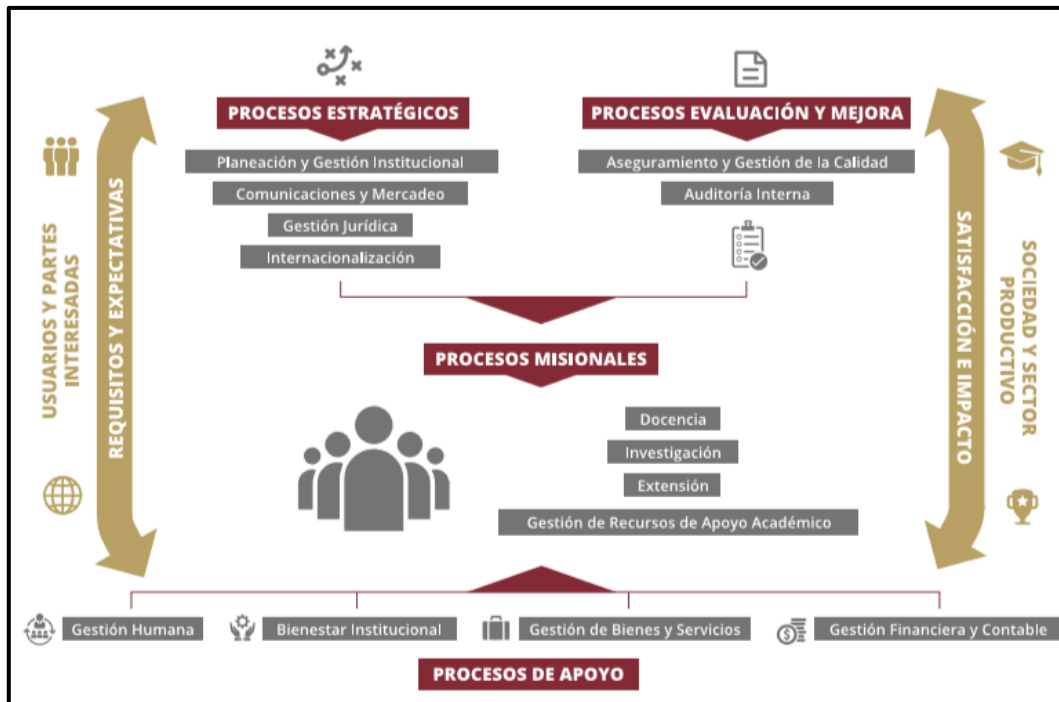 PROCESOS ESTRATÉGICOS
Planeación y Gestión Institucional
Comunicaciones y Mercadeo
Gestión Jurídica
Internacionalización
PROCESOS EVALUACIÓN Y MEJORA
Aseguramiento y Gestión de la Calidad
Auditoría Interna
USUARIOS Y PARTES
INTERESADAS
REQUISITOS Y EXPECTATIVAS
PROCESOS MISIONALES
Docencia
Investigación
Extensión
Gestión de Recursos de Apoyo Académico
SATISFACCIÓN E IMPACTO
SOCIEDAD Y SECTOR
PRODUCTIVO
Gestión Humana
Bienestar Institucional
Gestión de Bienes y Servicios
Gestión Financiera y Contable
PROCESOS DE APOYO